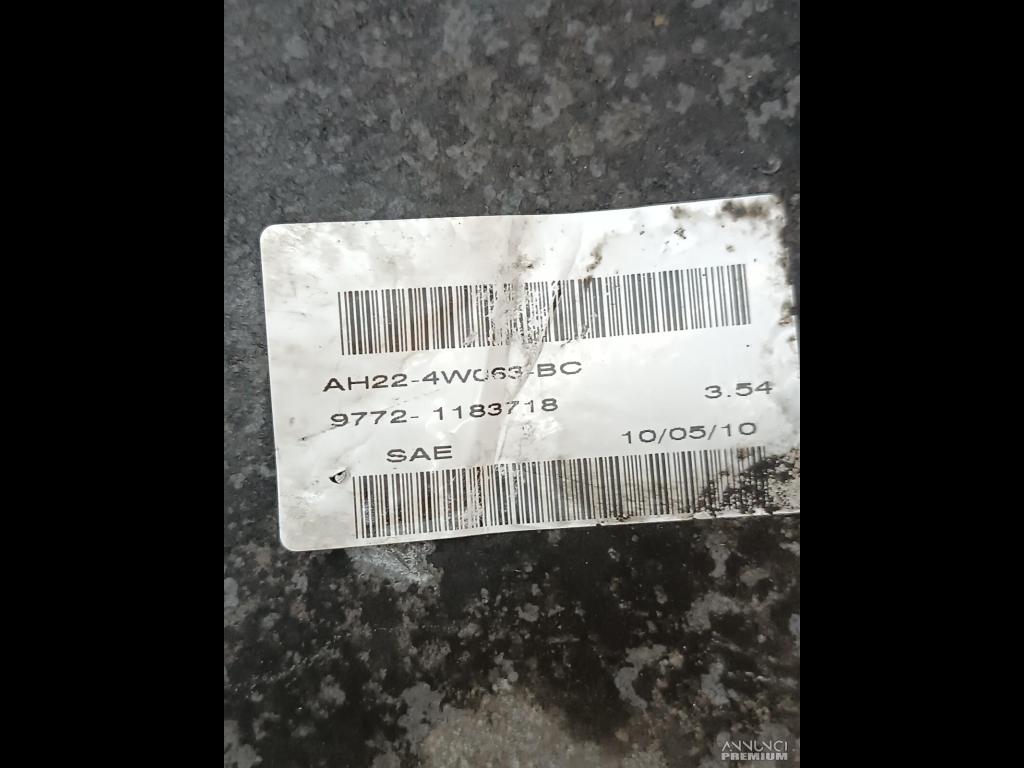 AH22-4W063-BC
9772- 1183718
3.54
SAE
10/05/10
ANNUNCI
PREMIUM